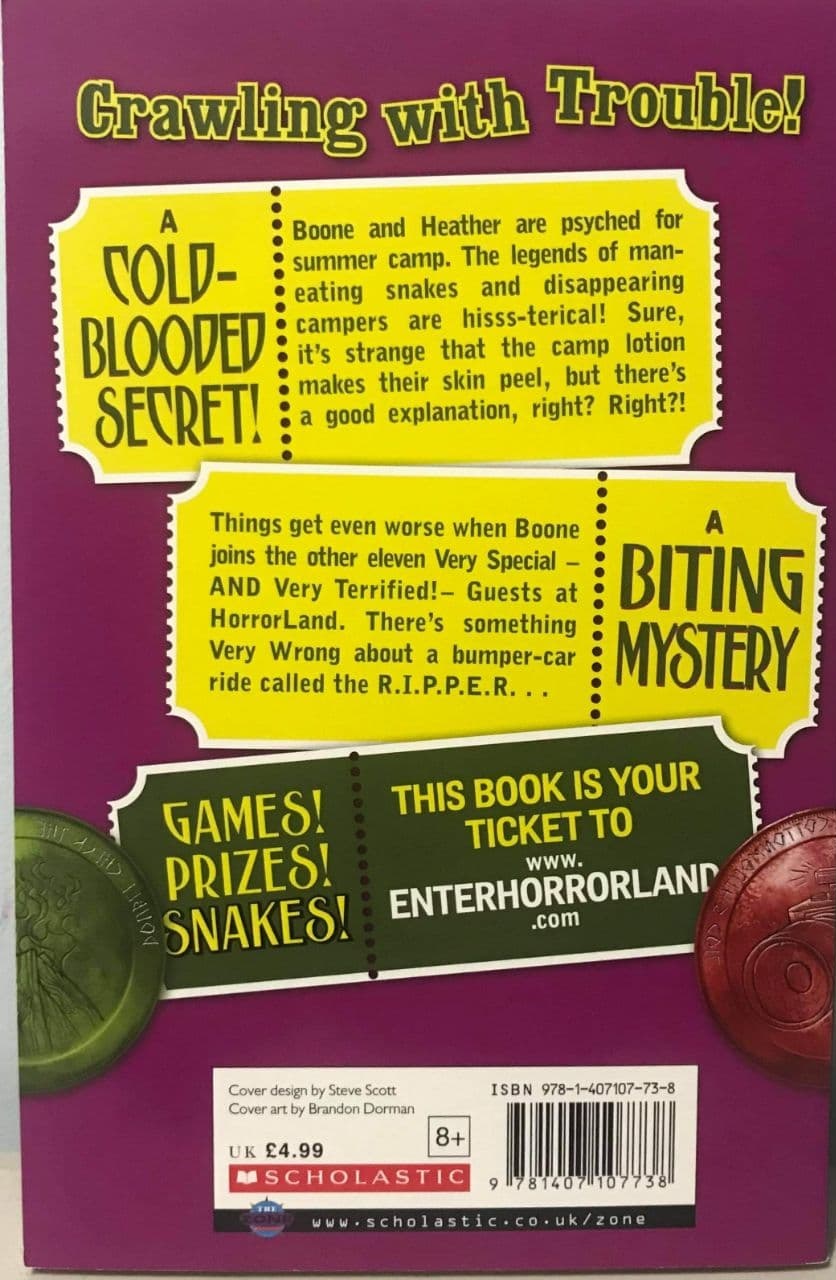 Crawling with Trouble!
A
COLD-
BLOODED
SECRET!
Boone and Heather are psyched for
summer camp. The legends of man-
eating snakes and disappearing
campers are hisss-terical! Sure,
it's strange that the camp lotion
makes their skin peel, but there's
a good explanation, right? Right?!
Things get even worse when Boone
joins the other eleven Very Special –
AND Very Terrified!– Guests at
HorrorLand. There's something
Very Wrong about a bumper-car
ride called the R.I.P.P.E.R. . .
A
BITING
MYSTERY
GAMES!
PRIZES!
SNAKES!
THIS BOOK IS YOUR
TICKET TO
www.
ENTERHORRORLAND
.com
Cover design by Steve Scott
Cover art by Brandon Dorman
UK £4.99
8+
SCHOLASTIC
ISBN 978-1-407107-73-8
9 781407 107738
THE
ZONE
www.scholastic.co.uk/zone